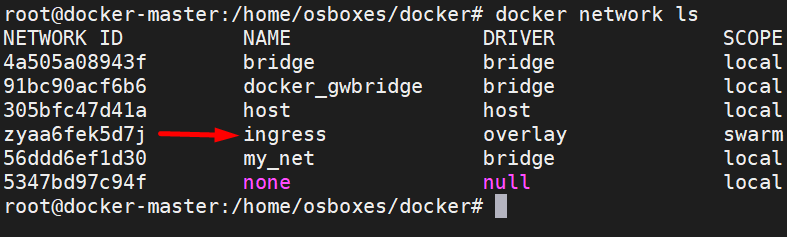 root@docker-master:/home/osboxes/docker# docker network ls
NETWORK ID NAME DRIVER SCOPE
4a505a08943f bridge bridge local
91bc90acf6b6 docker_gwbridge bridge local
305bfc47d41a host host local
zyaa6fek5d7j ingress overlay swarm
56ddd6ef1d30 my_net bridge local
5347bd97c94f none null local
root@docker-master:/home/osboxes/docker#